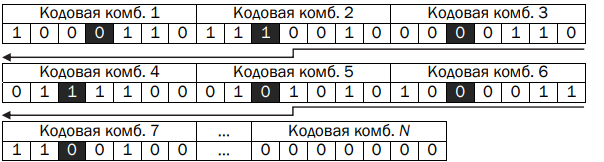 Кодовая комб. 1 Кодовая комб. 2 Кодовая комб. 3
1 0 0 0 1 1 0 1 1 1 0 0 1 0 0 0 0 0 1 1 0
Кодовая комб. 4 Кодовая комб. 5 Кодовая комб. 6
0 1 1 1 1 0 0 0 1 0 1 0 1 0 1 0 0 0 0 1 1
Кодовая комб. 7 ... Кодовая комб. N
1 1 0 0 1 0 0 ... 0 0 0 0 0 0 0